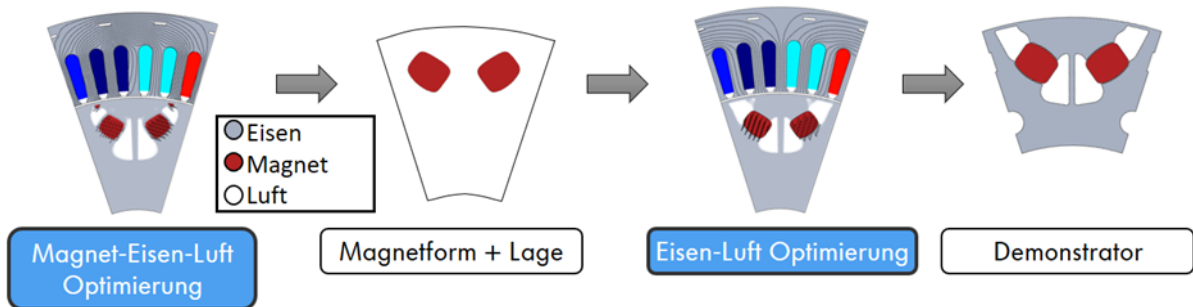 Eisen
Magnet
Luft
Magnet-Eisen-Luft
Optimierung
Magnetform + Lage
Eisen-Luft Optimierung
Demonstrator